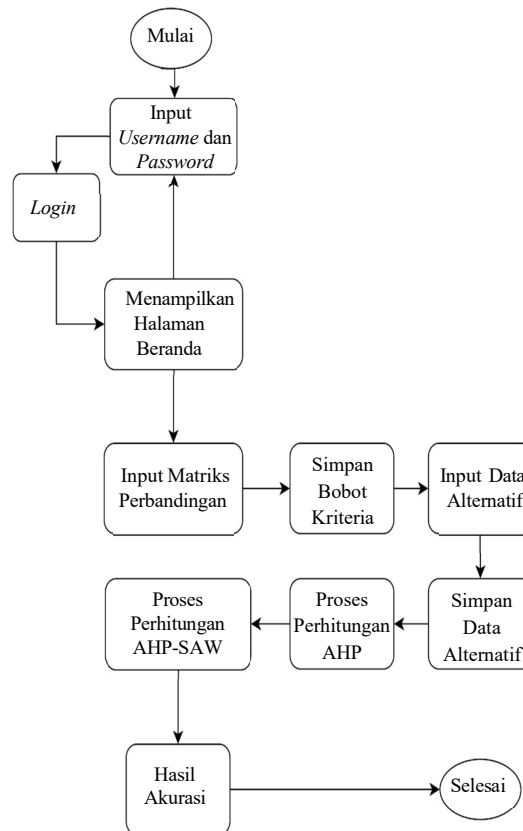 Mulai
Input
Username dan
Password
Login
Menampilkan
Halaman
Beranda
Input Matriks
Perbandingan
Simpan
Bobot
Kriteria
Input Data
Alternatif
Simpan
Data
Alternatif
Proses
Perhitungan
AHP
Proses
Perhitungan
AHP-SAW
Hasil
Akurasi
Selesai